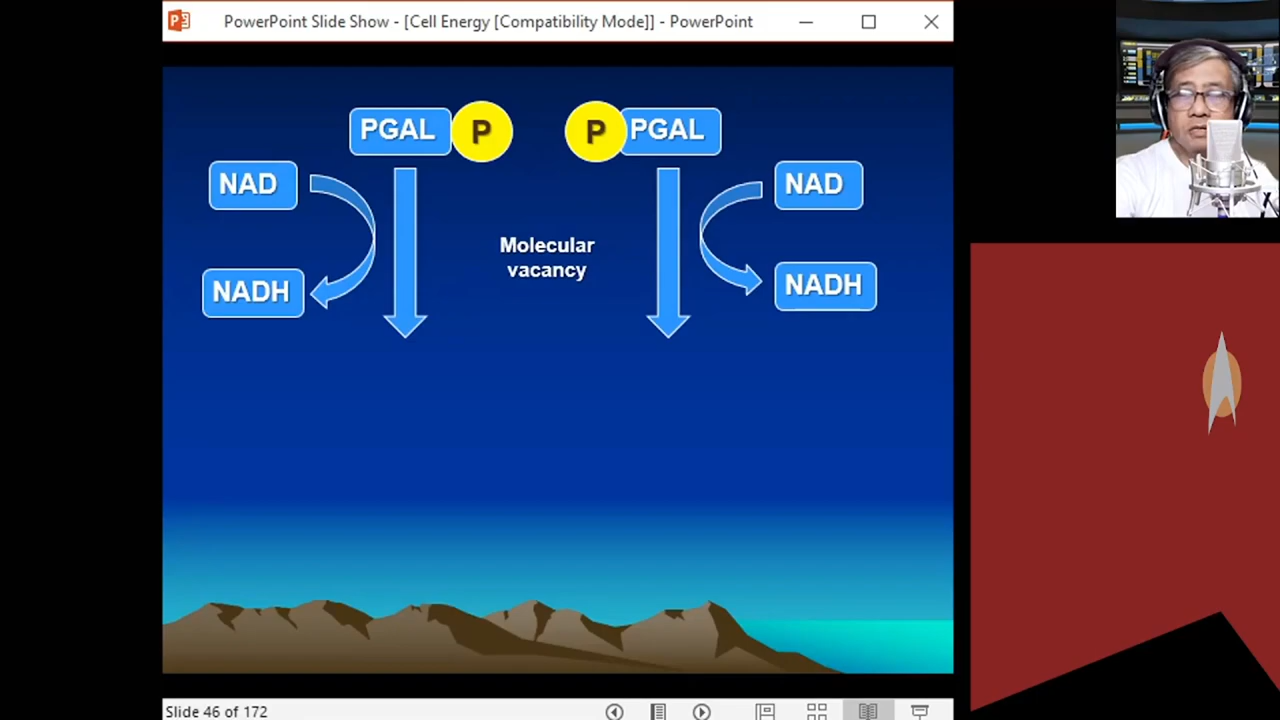 PowerPoint Slide Show - [Cell Energy [Compatibility Mode]] - PowerPoint
PGAL P P PGAL
NAD NAD
Molecular
vacancy
NADH NADH
Slide 46 of 172